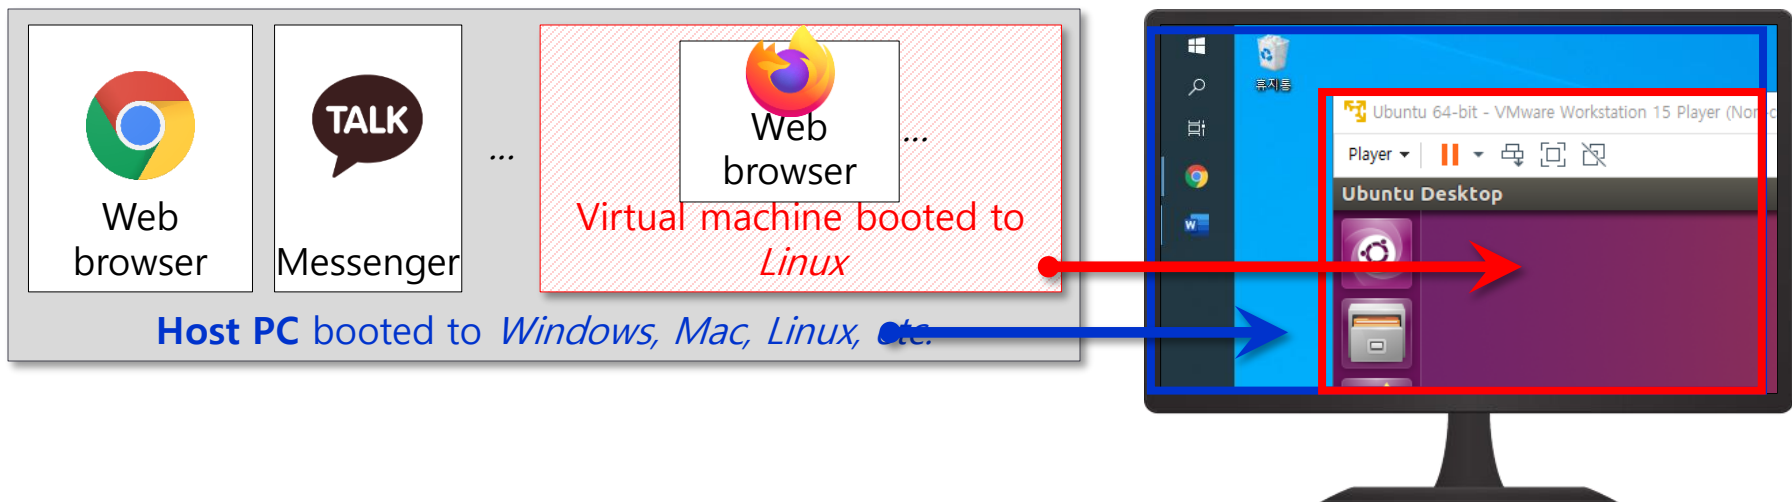 Web
browser
TALK
Messenger
...
Web
browser
...
Virtual machine booted to
Linux
Host PC booted to Windows, Mac, Linux, etc.
휴지통
Ubuntu 64-bit - VMware Workstation 15 Player (Non-c
Player
Ubuntu Desktop
W